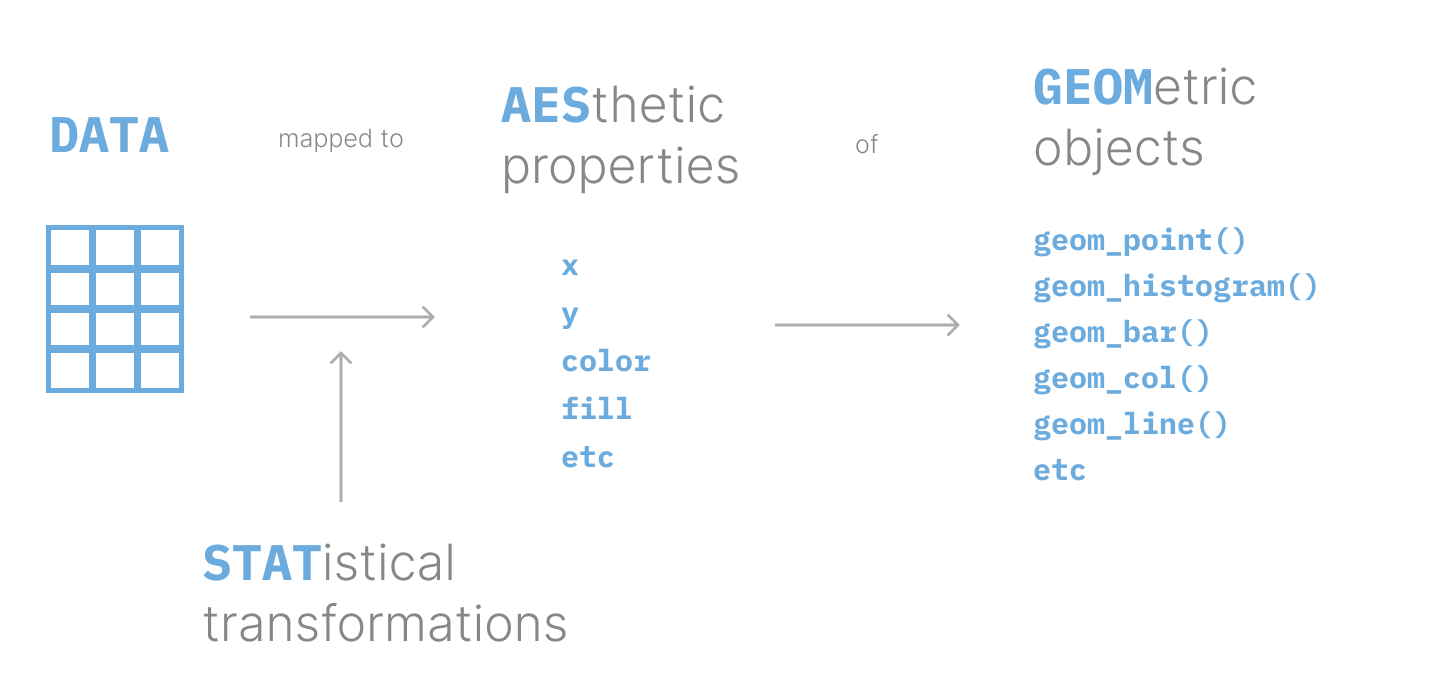 DATA
mapped to
AESthetic
properties
of
GEOMetric
objects
x
y
color
fill
etc
geom_point()
geom_histogram()
geom_bar()
geom_col()
geom_line()
etc
STATistical
transformations